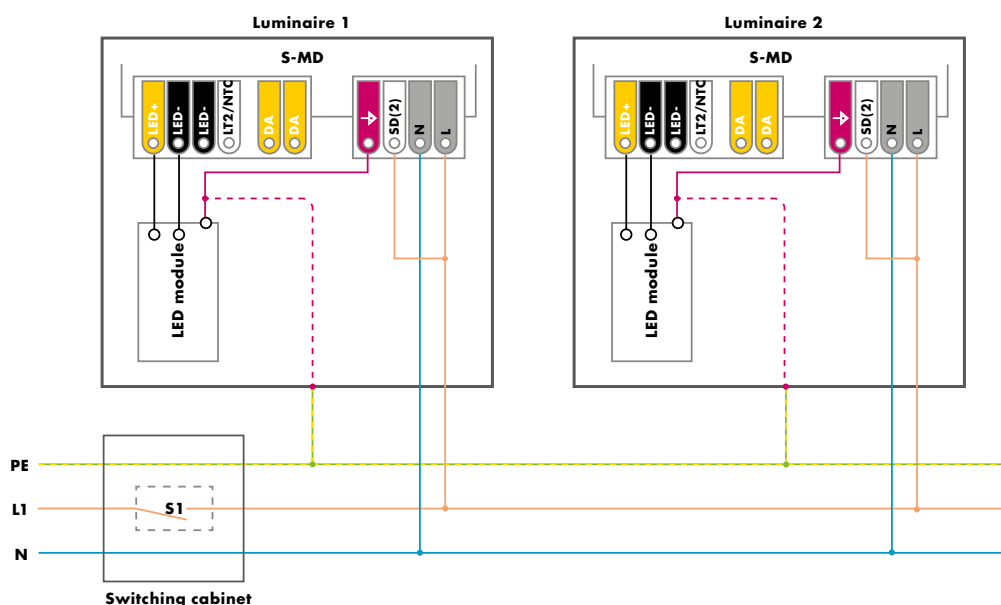 Luminaire 1
S-MD
LED+
LED-
LED-
LT2/NTC
DA
DA
SD(2)
N
L
LED module
Luminaire 2
S-MD
LED+
LED-
LED-
LT2/NTC
DA
DA
SD(2)
N
L
LED module
PE
L1
S1
N
Switching cabinet